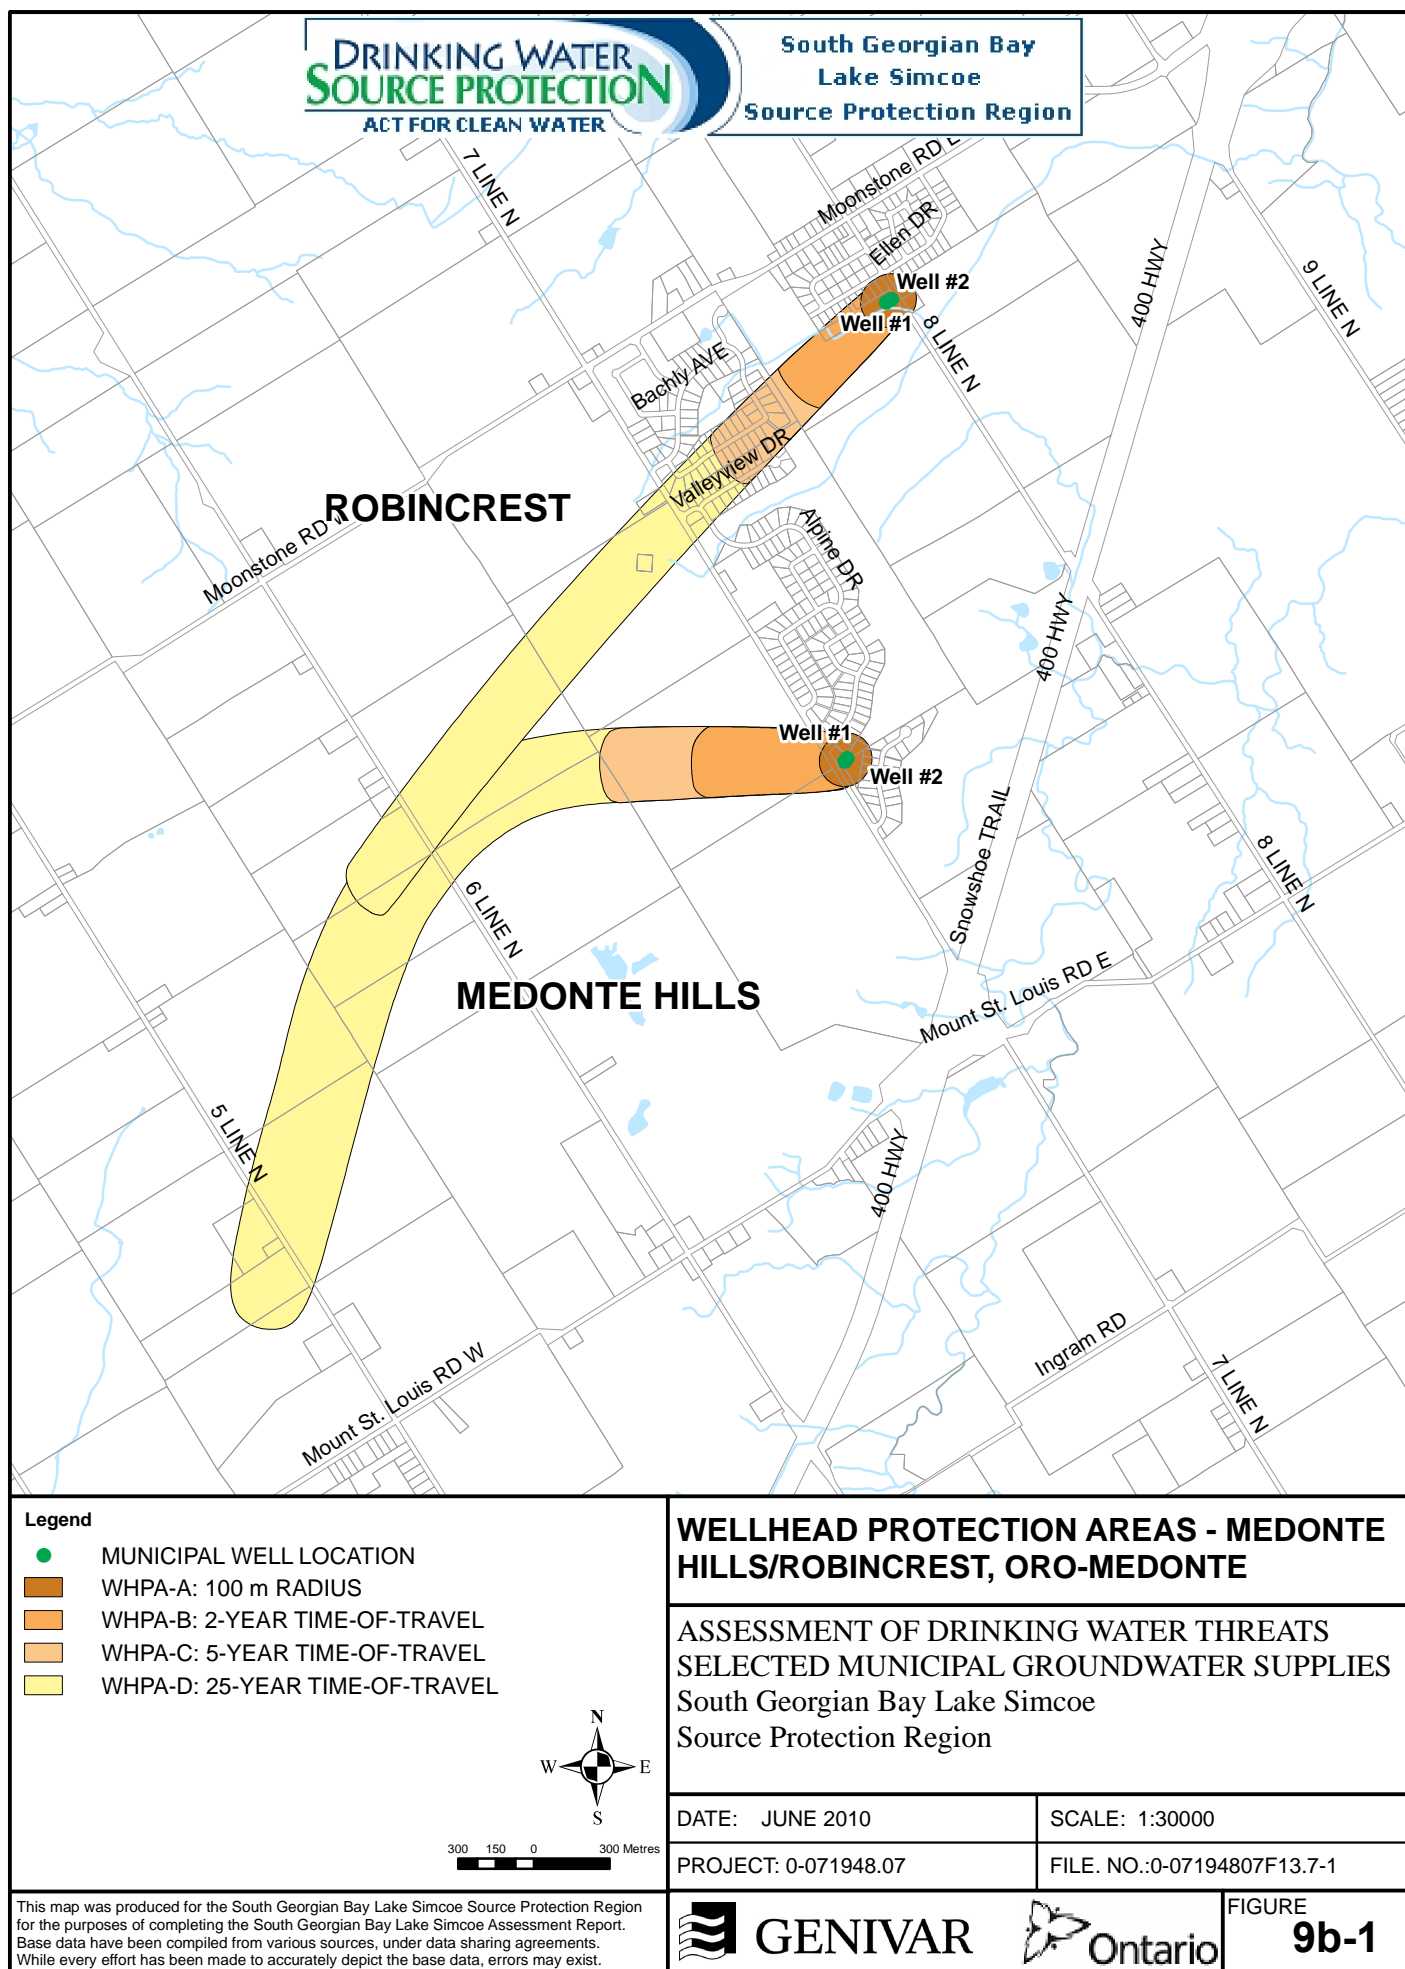 DRINKING WATER
SOURCE PROTECTION
ACT FOR CLEAN WATER
South Georgian Bay
Lake Simcoe
Source Protection Region
7 LINE N
Moonstone RD E
Ellen DR
400 HWY
9 LINE N
Well #2
Well #1
8 LINE N
Bachly AVE
Valleyview DR
ROBINCREST
Moonstone RD W
Alpine DR
400 HWY
Well #1
Well #2
Snowshoe TRAIL
8 LINE N
6 LINE N
MEDONTE HILLS
Mount St. Louis RD E
5 LINE N
400 HWY
Ingram RD
7 LINE N
Mount St. Louis RD W
Legend
MUNICIPAL WELL LOCATION
WHPA-A: 100 m RADIUS
WHPA-B: 2-YEAR TIME-OF-TRAVEL
WHPA-C: 5-YEAR TIME-OF-TRAVEL
WHPA-D: 25-YEAR TIME-OF-TRAVEL
N
W E
S
300 150 0 300 Metres
WELLHEAD PROTECTION AREAS - MEDONTE
HILLS/ROBINCREST, ORO-MEDONTE
ASSESSMENT OF DRINKING WATER THREATS
SELECTED MUNICIPAL GROUNDWATER SUPPLIES
South Georgian Bay Lake Simcoe
Source Protection Region
DATE: JUNE 2010
SCALE: 1:30000
PROJECT: 0-071948.07
FILE. NO.:0-07194807F13.7-1
This map was produced for the South Georgian Bay Lake Simcoe Source Protection Region
for the purposes of completing the South Georgian Bay Lake Simcoe Assessment Report.
Base data have been compiled from various sources, under data sharing agreements.
While every effort has been made to accurately depict the base data, errors may exist.
GENIVAR
Ontario
FIGURE
9b-1